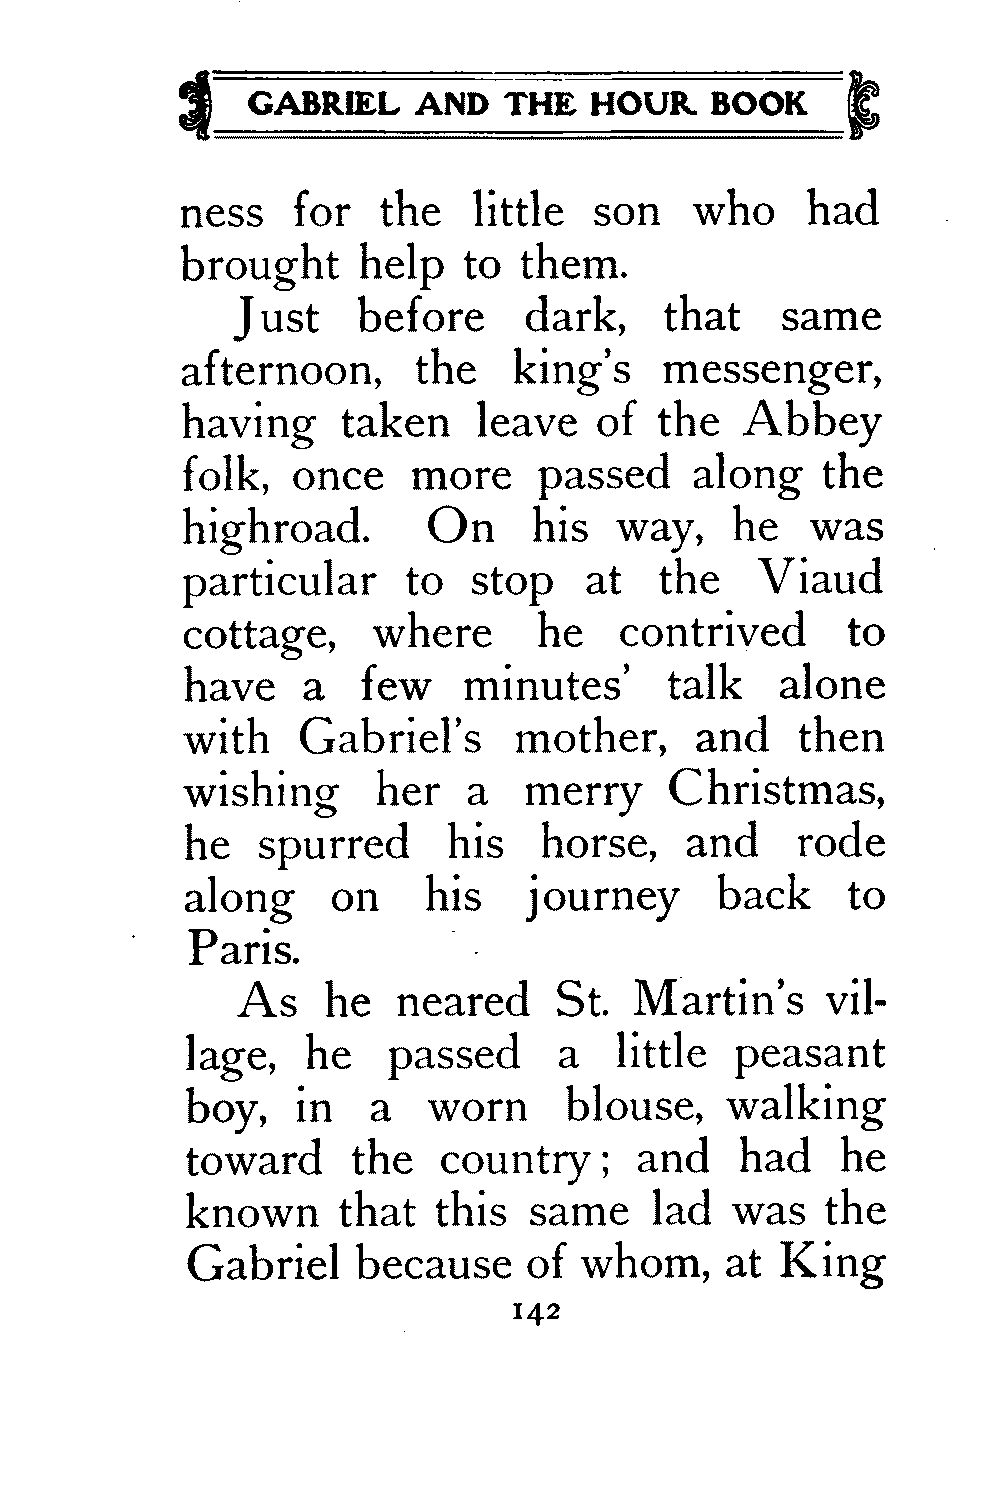 GABRIEL AND THE HOUR BOOK
ness for the little son who had
brought help to them.
Just before dark, that same
afternoon, the king's messenger,
having taken leave of the Abbey
folk, once more passed along the
highroad. On his way, he was
particular to stop at the Viaud
cottage, where he contrived to
have a few minutes' talk alone
with Gabriel's mother, and then
wishing her a merry Christmas,
he spurred his horse, and rode
along on his journey back to
Paris.
As he neared St. Martin's vil-
lage, he passed a little peasant
boy, in a worn blouse, walking
toward the country; and had he
known that this same lad was the
Gabriel because of whom, at King
142